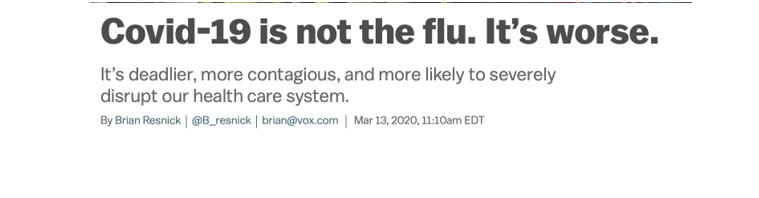 Covid-19 is not the flu. It’s worse.
It’s deadlier, more contagious, and more likely to severely
disrupt our health care system.
By Brian Resnick | @B_resnick | brian@vox.com | Mar 13, 2020, 11:10am EDT